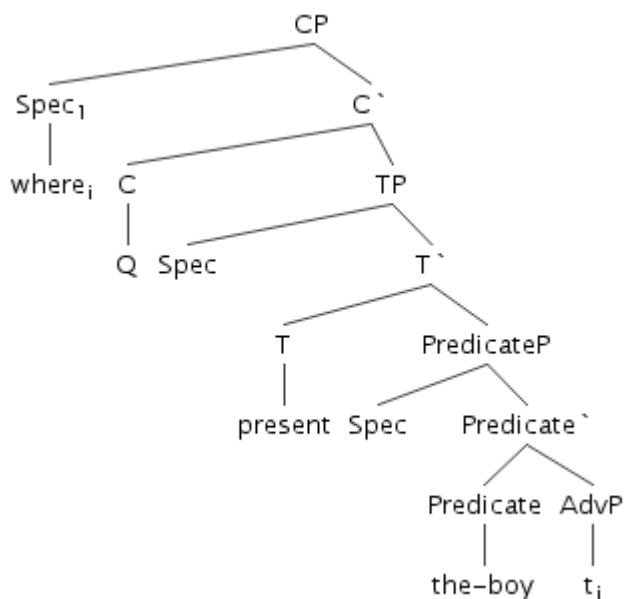 CP
Spec₁ C`
whereᵢ C TP
Q Spec T`
T PredicateP
present Spec Predicate`
Predicate AdvP
the-boy tᵢ